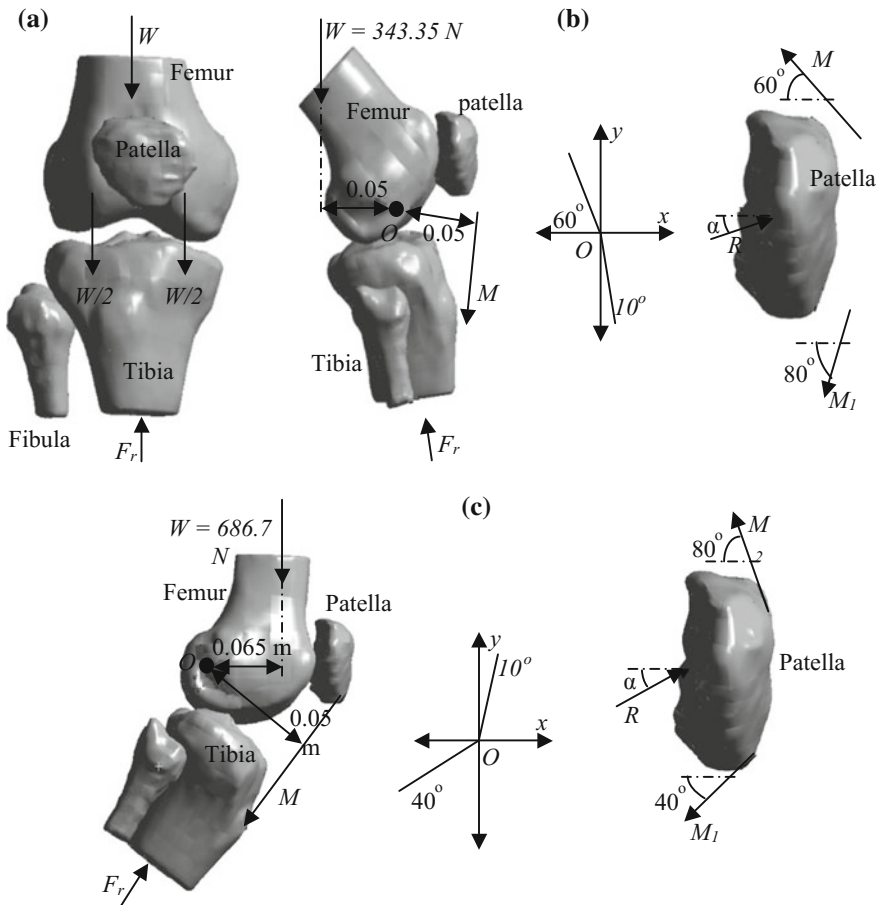 (a)
W
Femur
Patella
W/2 W/2
Tibia
Fibula
F_r
W = 343.35 N
Femur
patella
0.05
O
0.05
M
Tibia
F_r
(b)
y
60°
x
O
10°
M
60°
Patella
α
R
80°
M_1
W = 686.7
N
Femur
Patella
0.065 m
O
0.05
m
Tibia
M
F_r
(c)
y
10°
x
O
40°
M
2
80°
Patella
α
R
40°
M_1